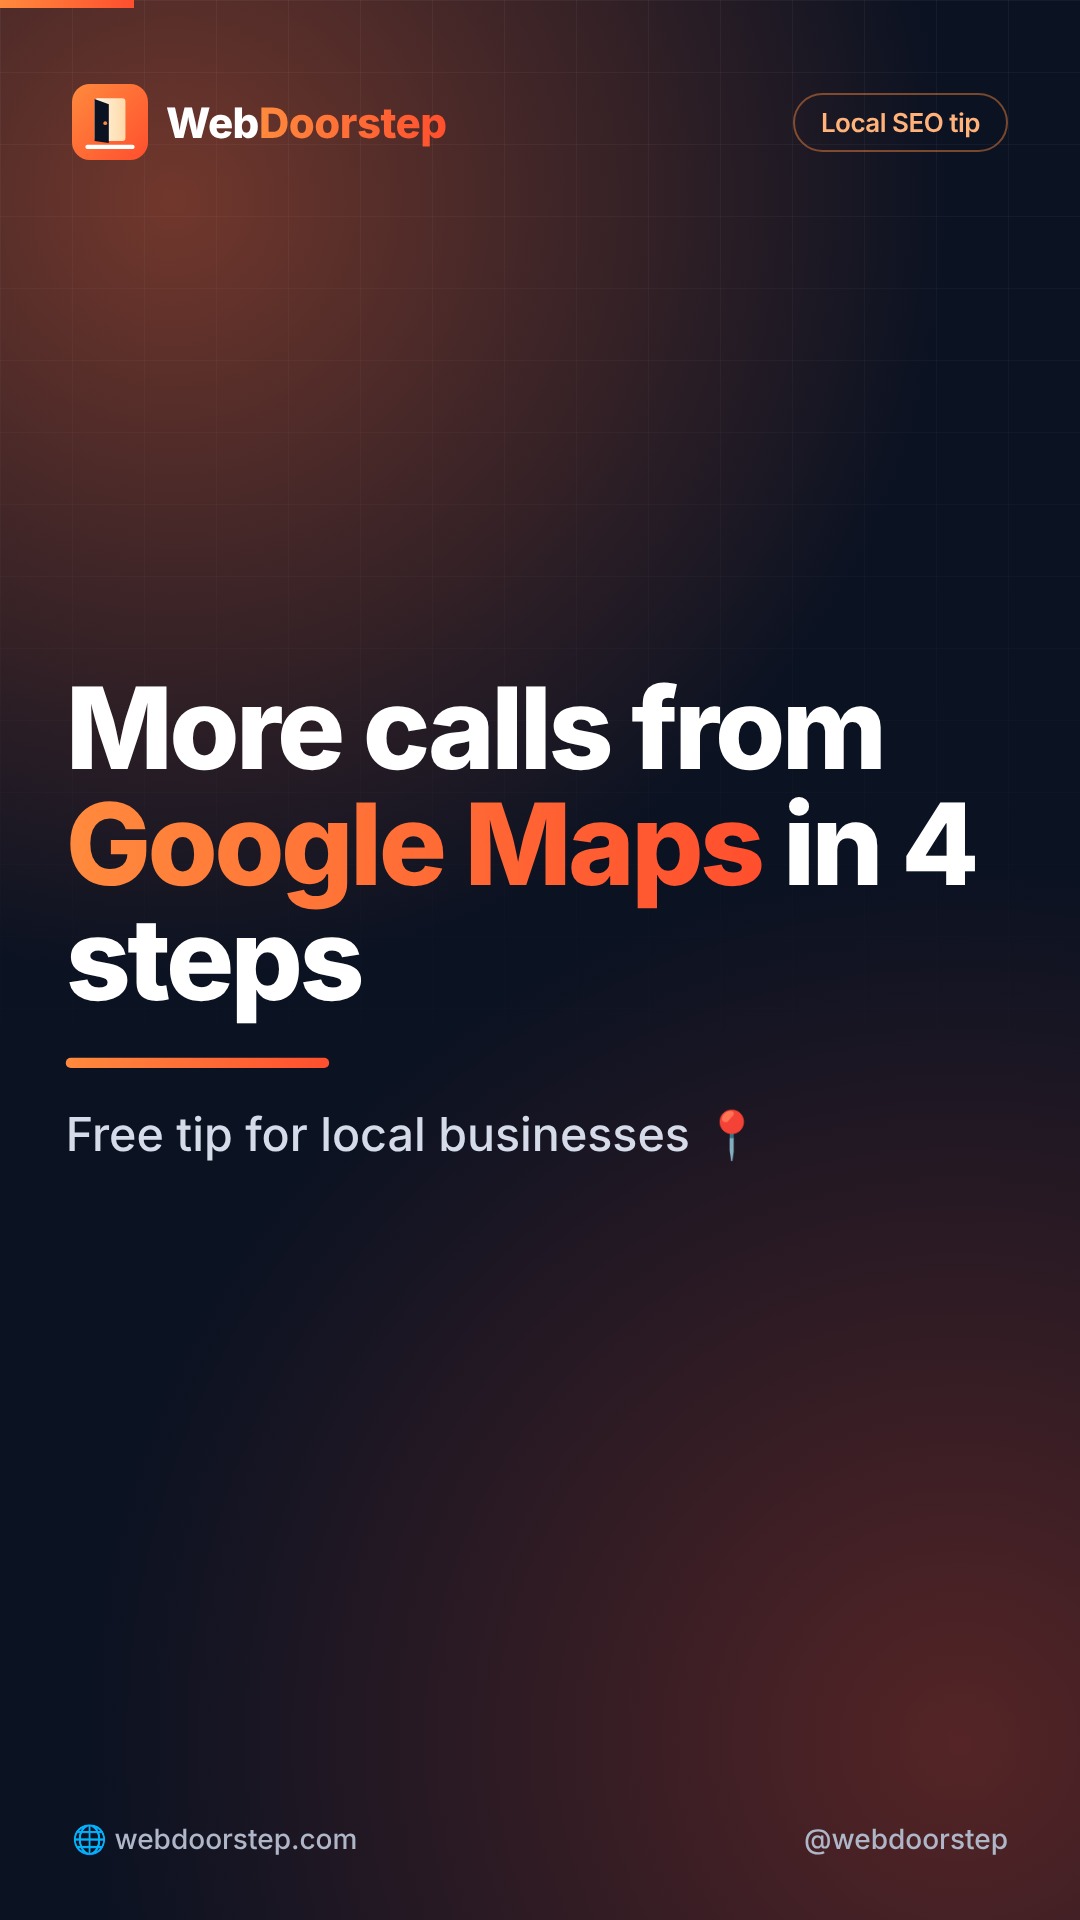 WebDoorstep
Local SEO tip
More calls from
Google Maps in 4
steps
Free tip for local businesses 📍
🌐 webdoorstep.com
@webdoorstep